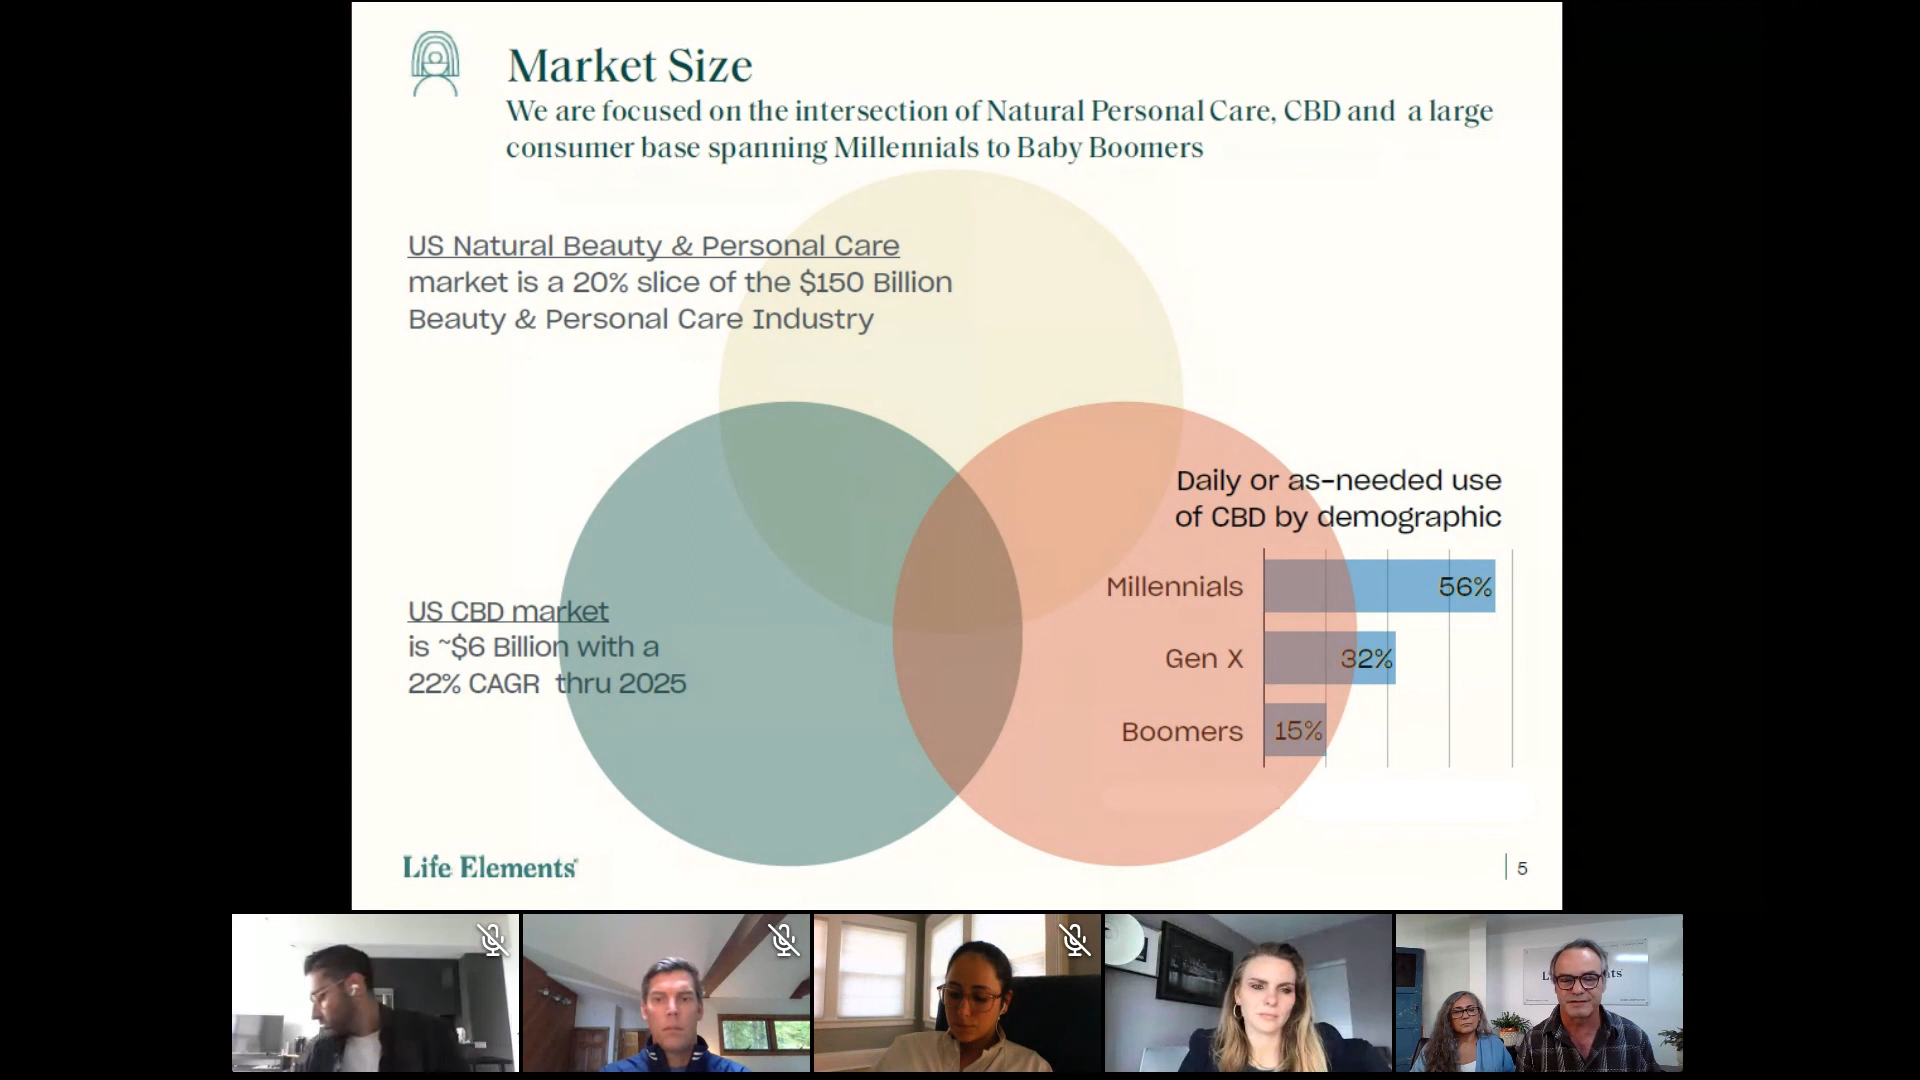 Market Size
We are focused on the intersection of Natural Personal Care, CBD and a large
consumer base spanning Millennials to Baby Boomers
US Natural Beauty & Personal Care
market is a 20% slice of the $150 Billion
Beauty & Personal Care Industry
Daily or as-needed use
of CBD by demographic
Millennials 56%
Gen X 32%
Boomers 15%
US CBD market
is ~$6 Billion with a
22% CAGR thru 2025
Life Elements
5